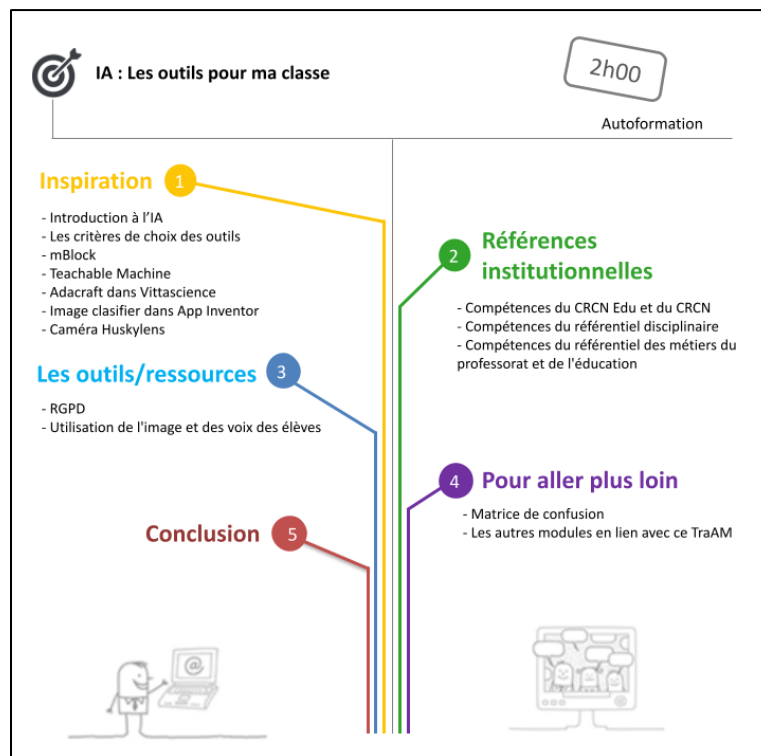 IA : Les outils pour ma classe
2h00
Autoformation
Inspiration 1
- Introduction à l'IA
- Les critères de choix des outils
- mBlock
- Teachable Machine
- Adacraft dans Vittascience
- Image clasifier dans App Inventor
- Caméra Huskylens
2 Références
institutionnelles
- Compétences du CRCN Edu et du CRCN
- Compétences du référentiel disciplinaire
- Compétences du référentiel des métiers du
professorat et de l'éducation
Les outils/ressources 3
- RGPD
- Utilisation de l'image et des voix des élèves
4 Pour aller plus loin
- Matrice de confusion
- Les autres modules en lien avec ce TraAM
Conclusion 5
@